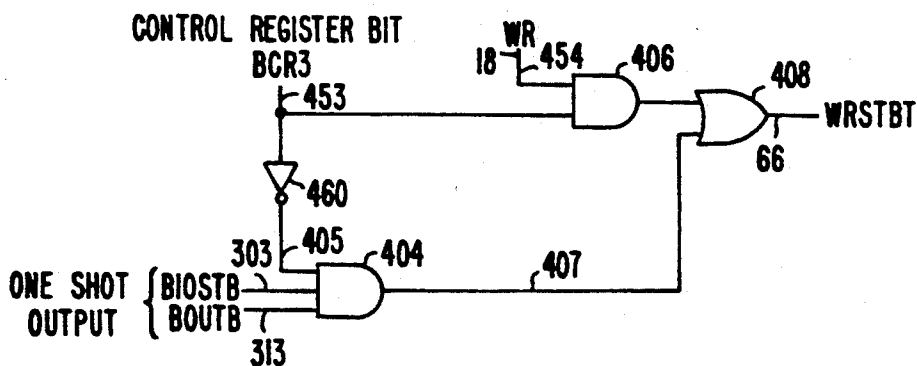 CONTROL REGISTER BIT
BCR3
453
WR
18
454
406
408
WRSTBT
66
460
405
404
303
407
ONE SHOT
OUTPUT
BIOSTB
BOUTB
313